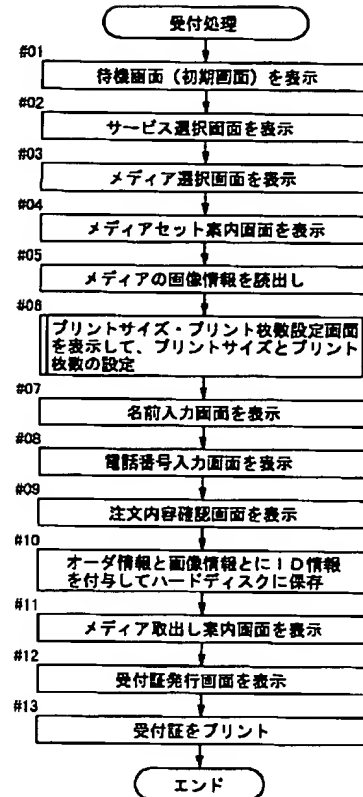 受付処理
#01
待機画面（初期画面）を表示
#02
サービス選択画面を表示
#03
メディア選択画面を表示
#04
メディアセット案内画面を表示
#05
メディアの画像情報を読出し
#06
プリントサイズ・プリント枚数設定画面
を表示して、プリントサイズとプリント
枚数の設定
#07
名前入力画面を表示
#08
電話番号入力画面を表示
#09
注文内容確認画面を表示
#10
オーダ情報と画像情報とにＩＤ情報
を付与してハードディスクに保存
#11
メディア取出し案内画面を表示
#12
受付証発行画面を表示
#13
受付証をプリント
エンド